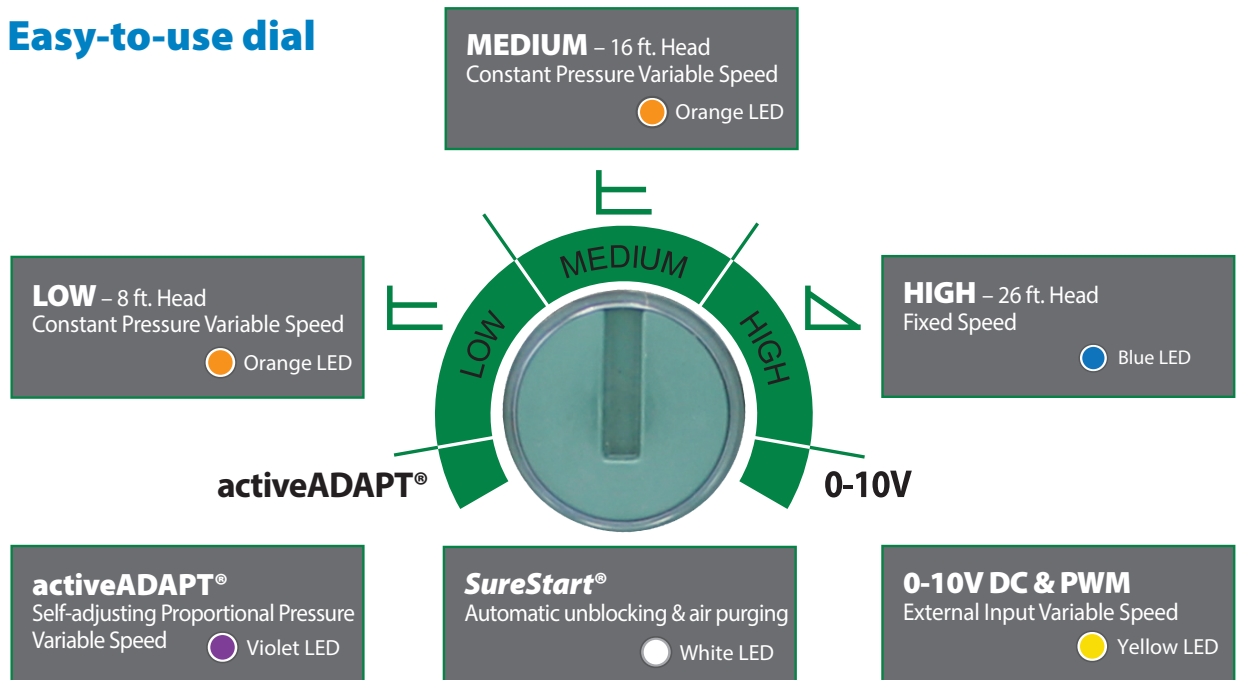 Easy-to-use dial
MEDIUM – 16 ft. Head
Constant Pressure Variable Speed
Orange LED
LOW – 8 ft. Head
Constant Pressure Variable Speed
Orange LED
LOW
MEDIUM
HIGH
HIGH – 26 ft. Head
Fixed Speed
Blue LED
activeADAPT®
0-10V
activeADAPT®
Self-adjusting Proportional Pressure
Variable Speed
Violet LED
SureStart®
Automatic unblocking & air purging
White LED
0-10V DC & PWM
External Input Variable Speed
Yellow LED